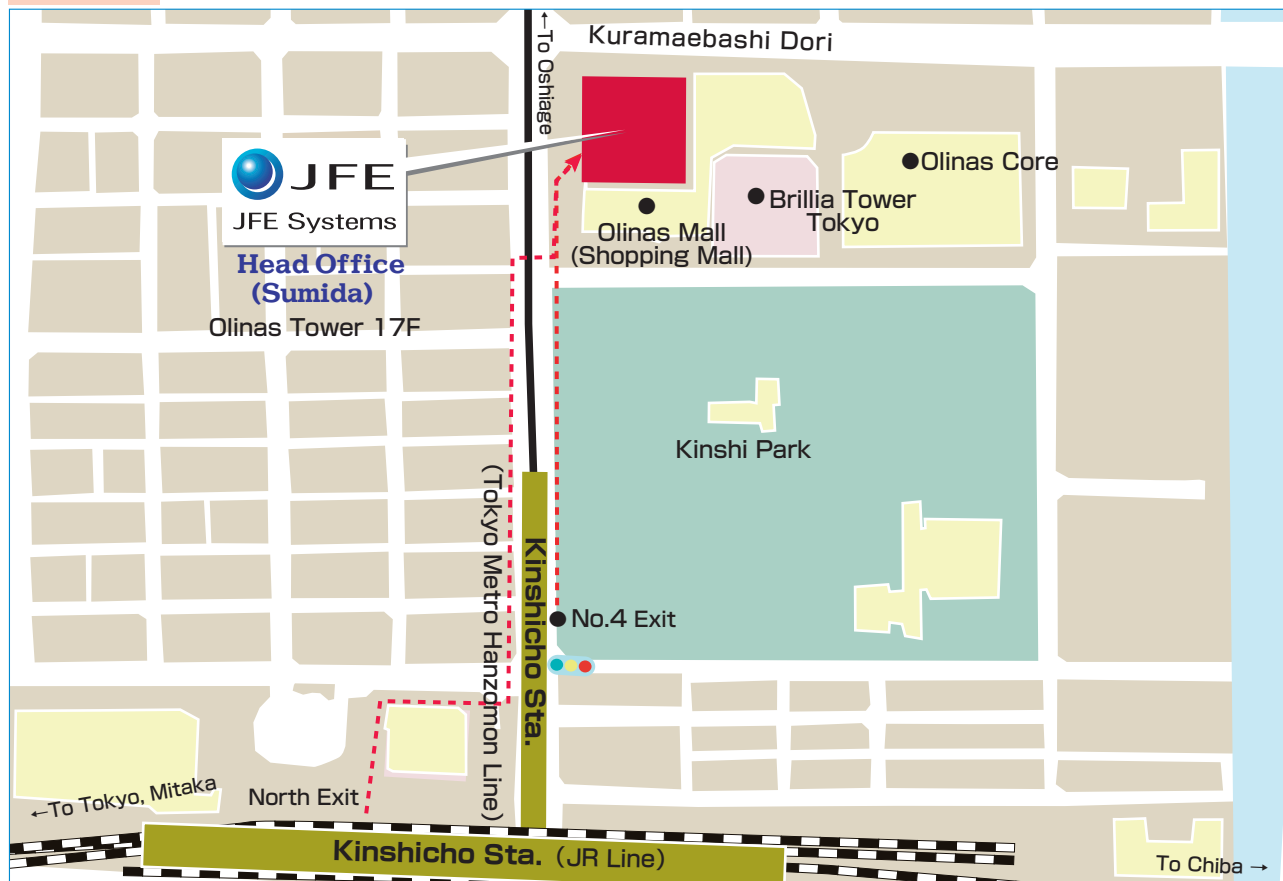 ←To Oshiage
Kuramaebashi Dori
JFE
JFE Systems
Head Office
(Sumida)
Olinas Tower 17F
Olinas Core
Brillia Tower
Tokyo
Olinas Mall
(Shopping Mall)
Kinshi Park
Kinshicho Sta.
(Tokyo Metro Hanzomon Line)
No.4 Exit
North Exit
←To Tokyo, Mitaka
Kinshicho Sta. (JR Line)
To Chiba →